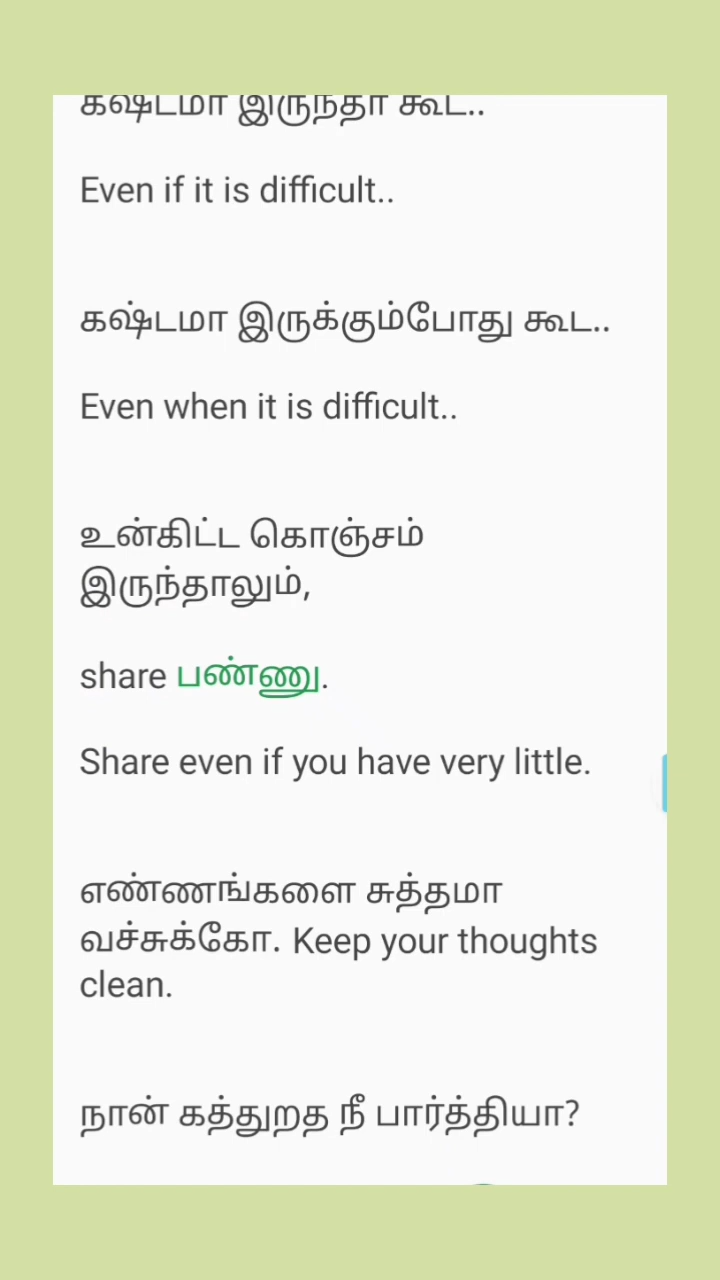 கஷ்டமா இருந்தா கூட..
Even if it is difficult..
கஷ்டமா இருக்கும்போது கூட..
Even when it is difficult..
உன்கிட்ட கொஞ்சம்
இருந்தாலும்,
share பண்ணு.
Share even if you have very little.
எண்ணங்களை சுத்தமா
வச்சுக்கோ. Keep your thoughts
clean.
நான் கத்துறத நீ பார்த்தியா?